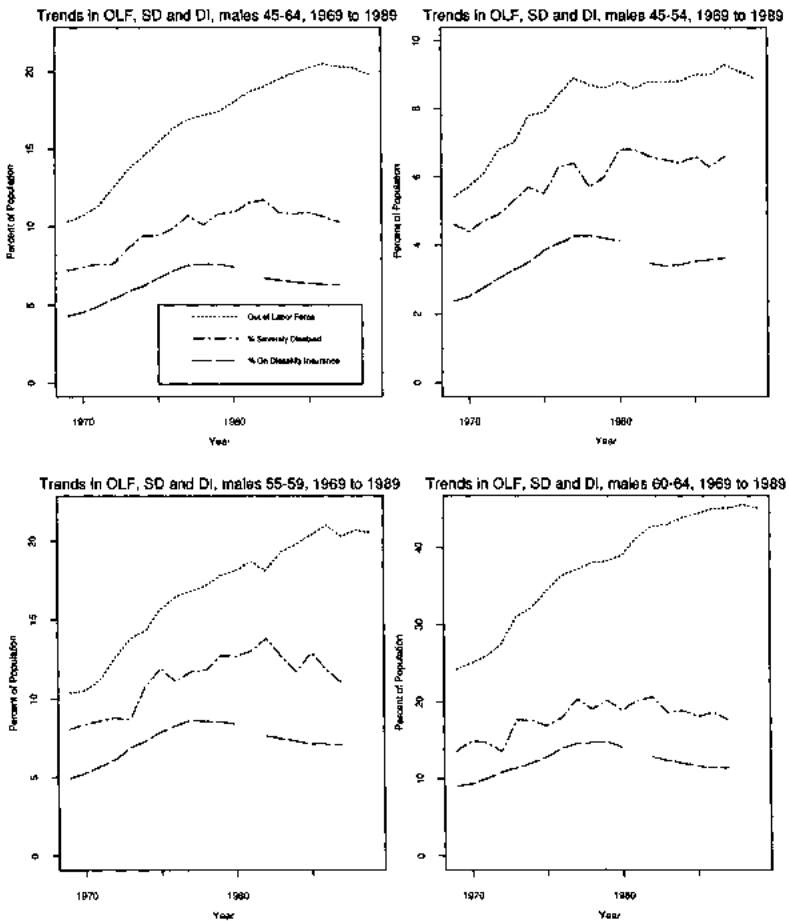 Trends in OLF, SD and DI, males 45-64, 1969 to 1989
Percent of Population
20
15
10
5
0
Out of Labor Force
% Severely Disabled
% On Disability Insurance
1970
1980
Year
Trends in OLF, SD and DI, males 45-54, 1969 to 1989
Percent of Population
10
8
6
4
2
0
1970
1980
Year
Trends in OLF, SD and DI, males 55-59, 1969 to 1989
Percent of Population
20
15
10
5
0
1970
1980
Year
Trends in OLF, SD and DI, males 60-64, 1969 to 1989
Percent of Population
40
30
20
10
0
1970
1980
Year